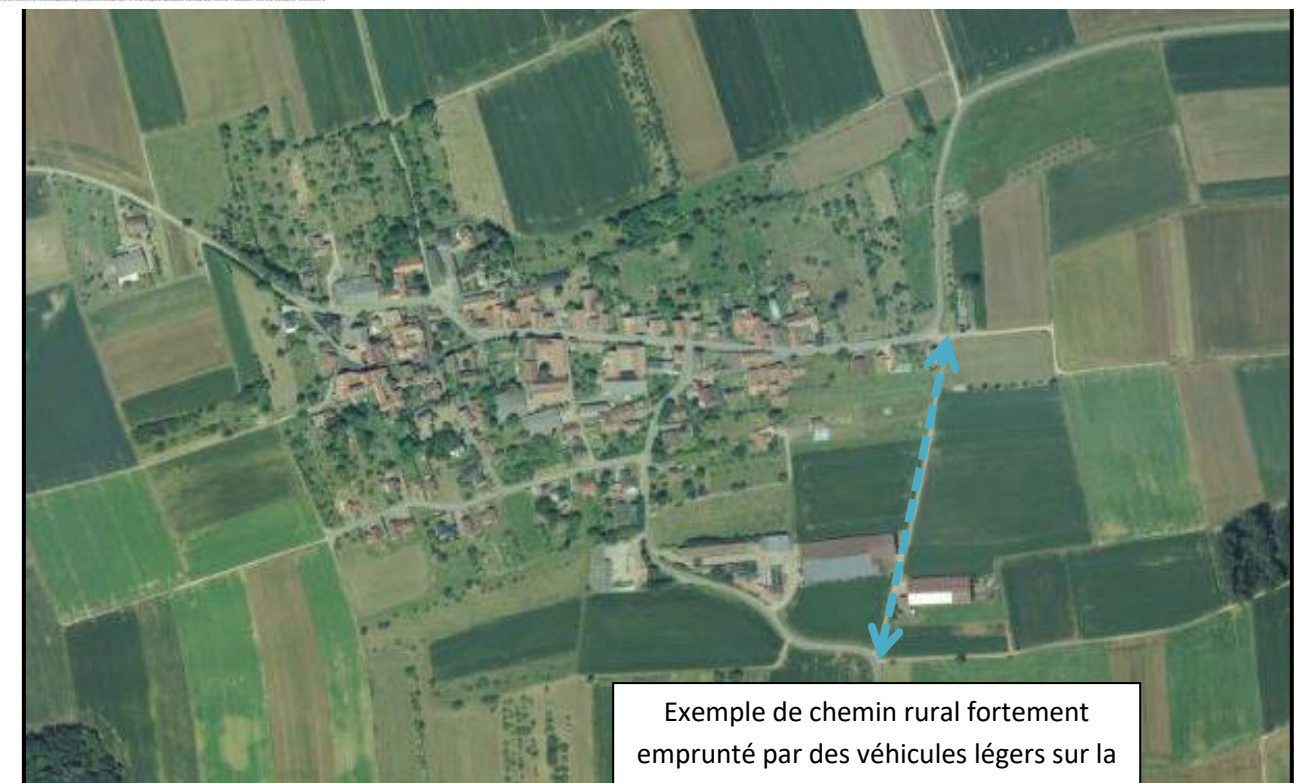 Exemple de chemin rural fortement
emprunté par des véhicules légers sur la